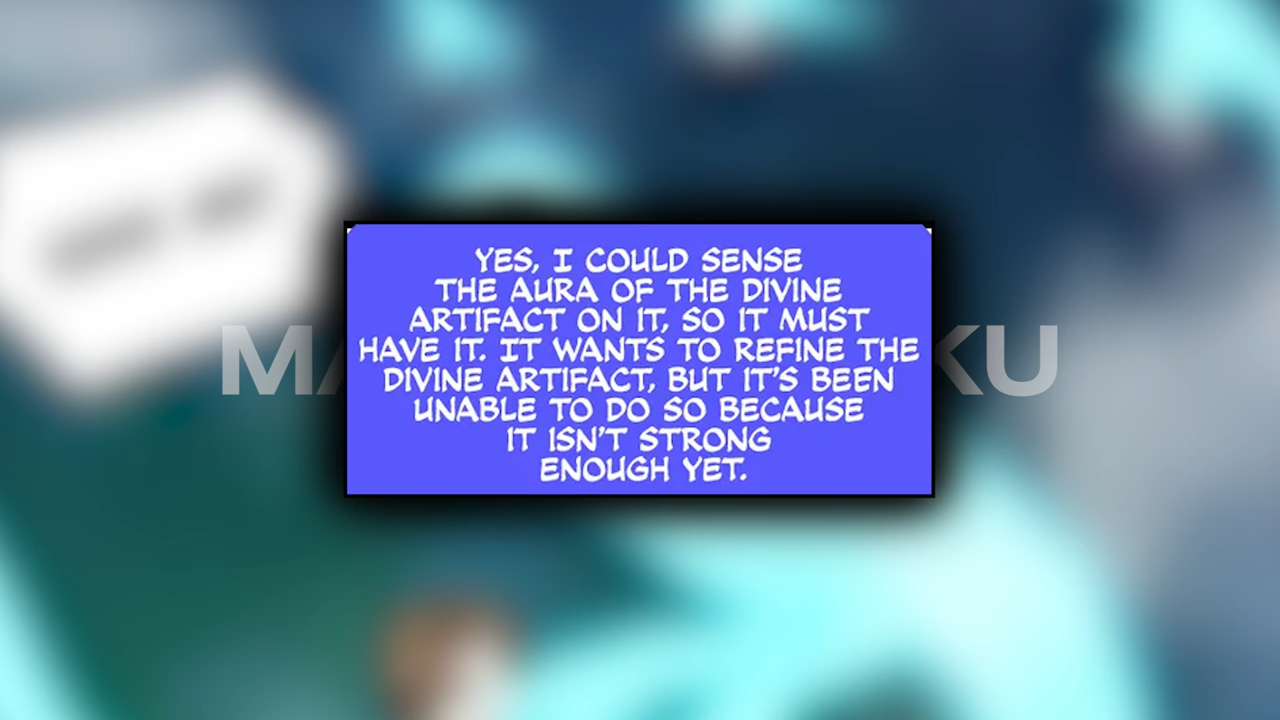 YES, I COULD SENSE
THE AURA OF THE DIVINE
ARTIFACT ON IT, SO IT MUST
HAVE IT. IT WANTS TO REFINE THE
DIVINE ARTIFACT, BUT IT'S BEEN
UNABLE TO DO SO BECAUSE
IT ISN'T STRONG
ENOUGH YET.